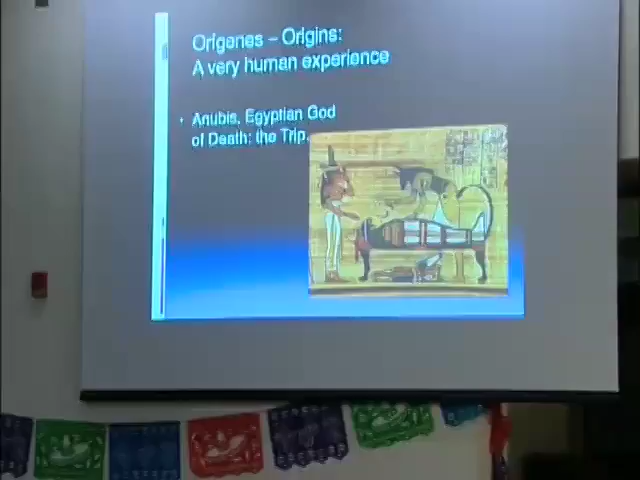 Origenes – Origins:
A very human experience
• Anubis, Egyptian God
of Death: the Trip.